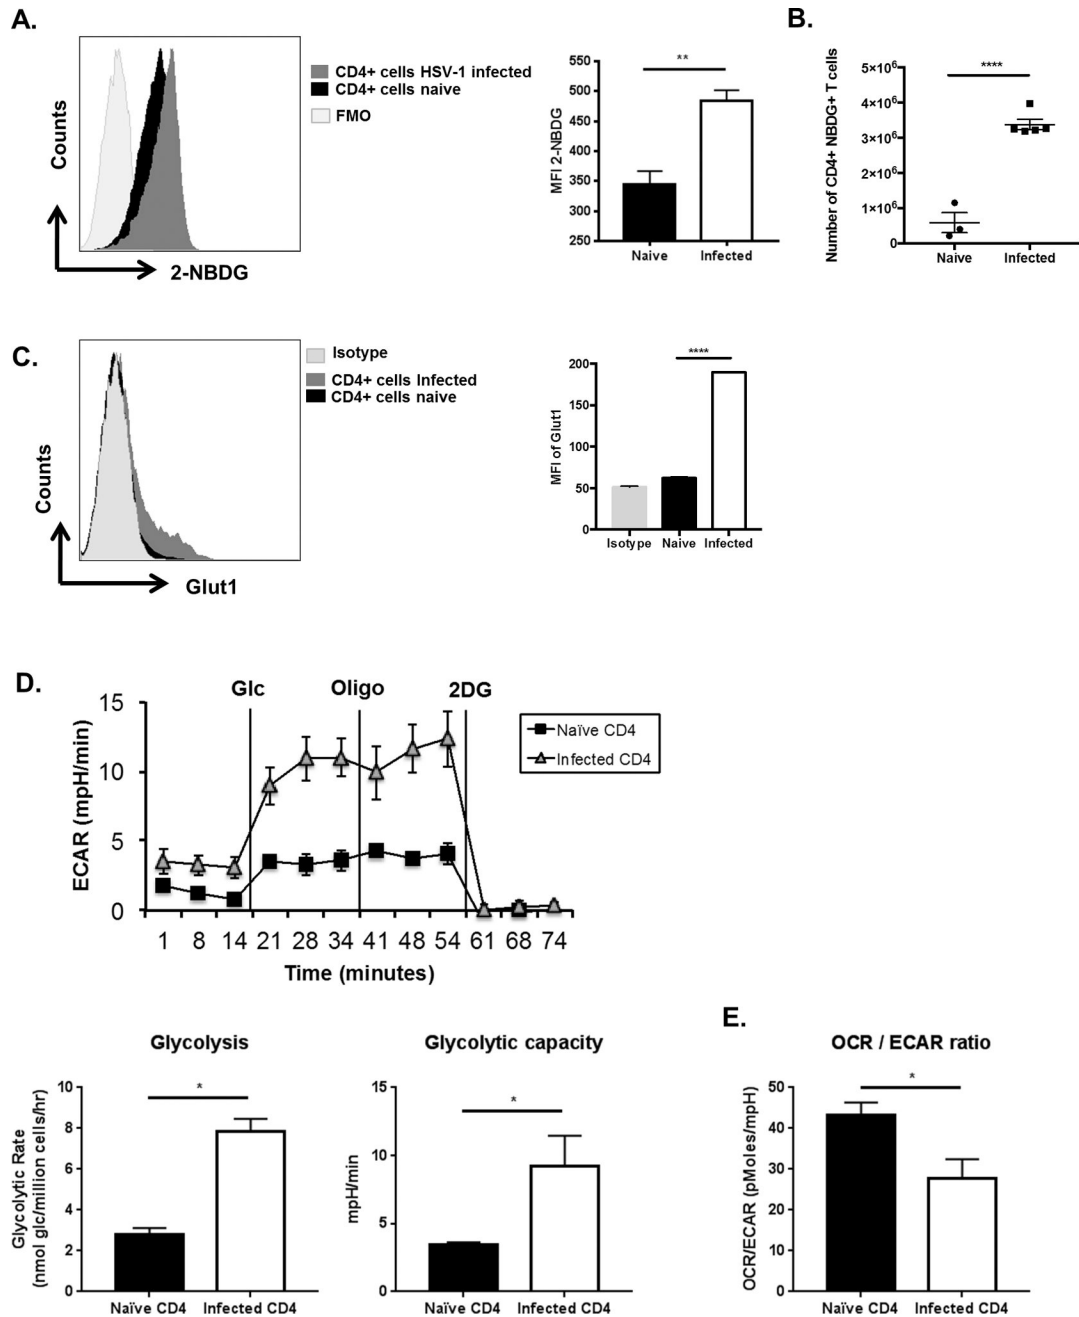 A.
Counts
2-NBDG
CD4+ cells HSV-1 infected
CD4+ cells naive
FMO
MFI 2-NBDG
550
500
450
400
350
300
250
**
Naive
Infected
B.
Number of CD4+ NBDG+ T cells
5×10⁶
4×10⁶
3×10⁶
2×10⁶
1×10⁶
0
****
Naive
Infected
C.
Counts
Glut1
Isotype
CD4+ cells Infected
CD4+ cells naive
MFI of Glut1
200
150
100
50
0
****
Isotype
Naive
Infected
D.
Glc
Oligo
2DG
ECAR (mpH/min)
15
10
5
0
1 8 14 21 28 34 41 48 54 61 68 74
Time (minutes)
Naïve CD4
Infected CD4
Glycolysis
Glycolytic Rate
(nmol glc/million cells/hr)
10
8
6
4
2
0
*
Naïve CD4
Infected CD4
Glycolytic capacity
mpH/min
15
10
5
0
*
Naïve CD4
Infected CD4
E.
OCR / ECAR ratio
OCR/ECAR (pMoles/mpH)
50
40
30
20
10
0
*
Naïve CD4
Infected CD4